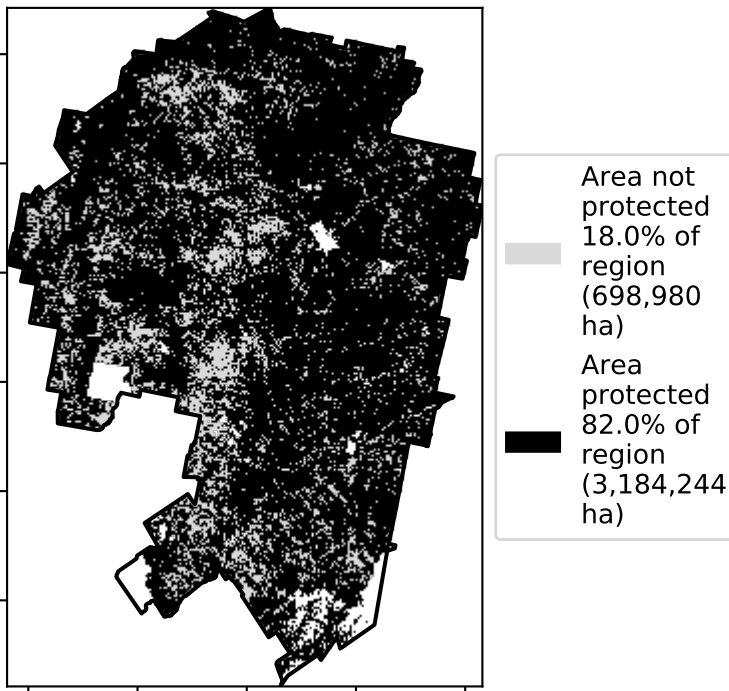 Area not
protected
18.0% of
region
(698,980
ha)
Area
protected
82.0% of
region
(3,184,244
ha)